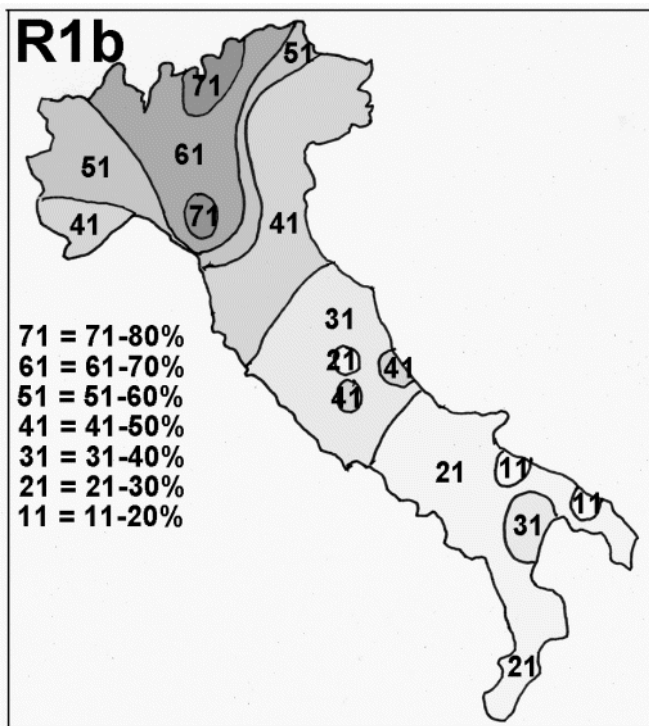 R1b
51
71
61
51
71
41
41
31
21
41
41
71 = 71-80%
61 = 61-70%
51 = 51-60%
41 = 41-50%
31 = 31-40%
21 = 21-30%
11 = 11-20%
21
11
11
31
21